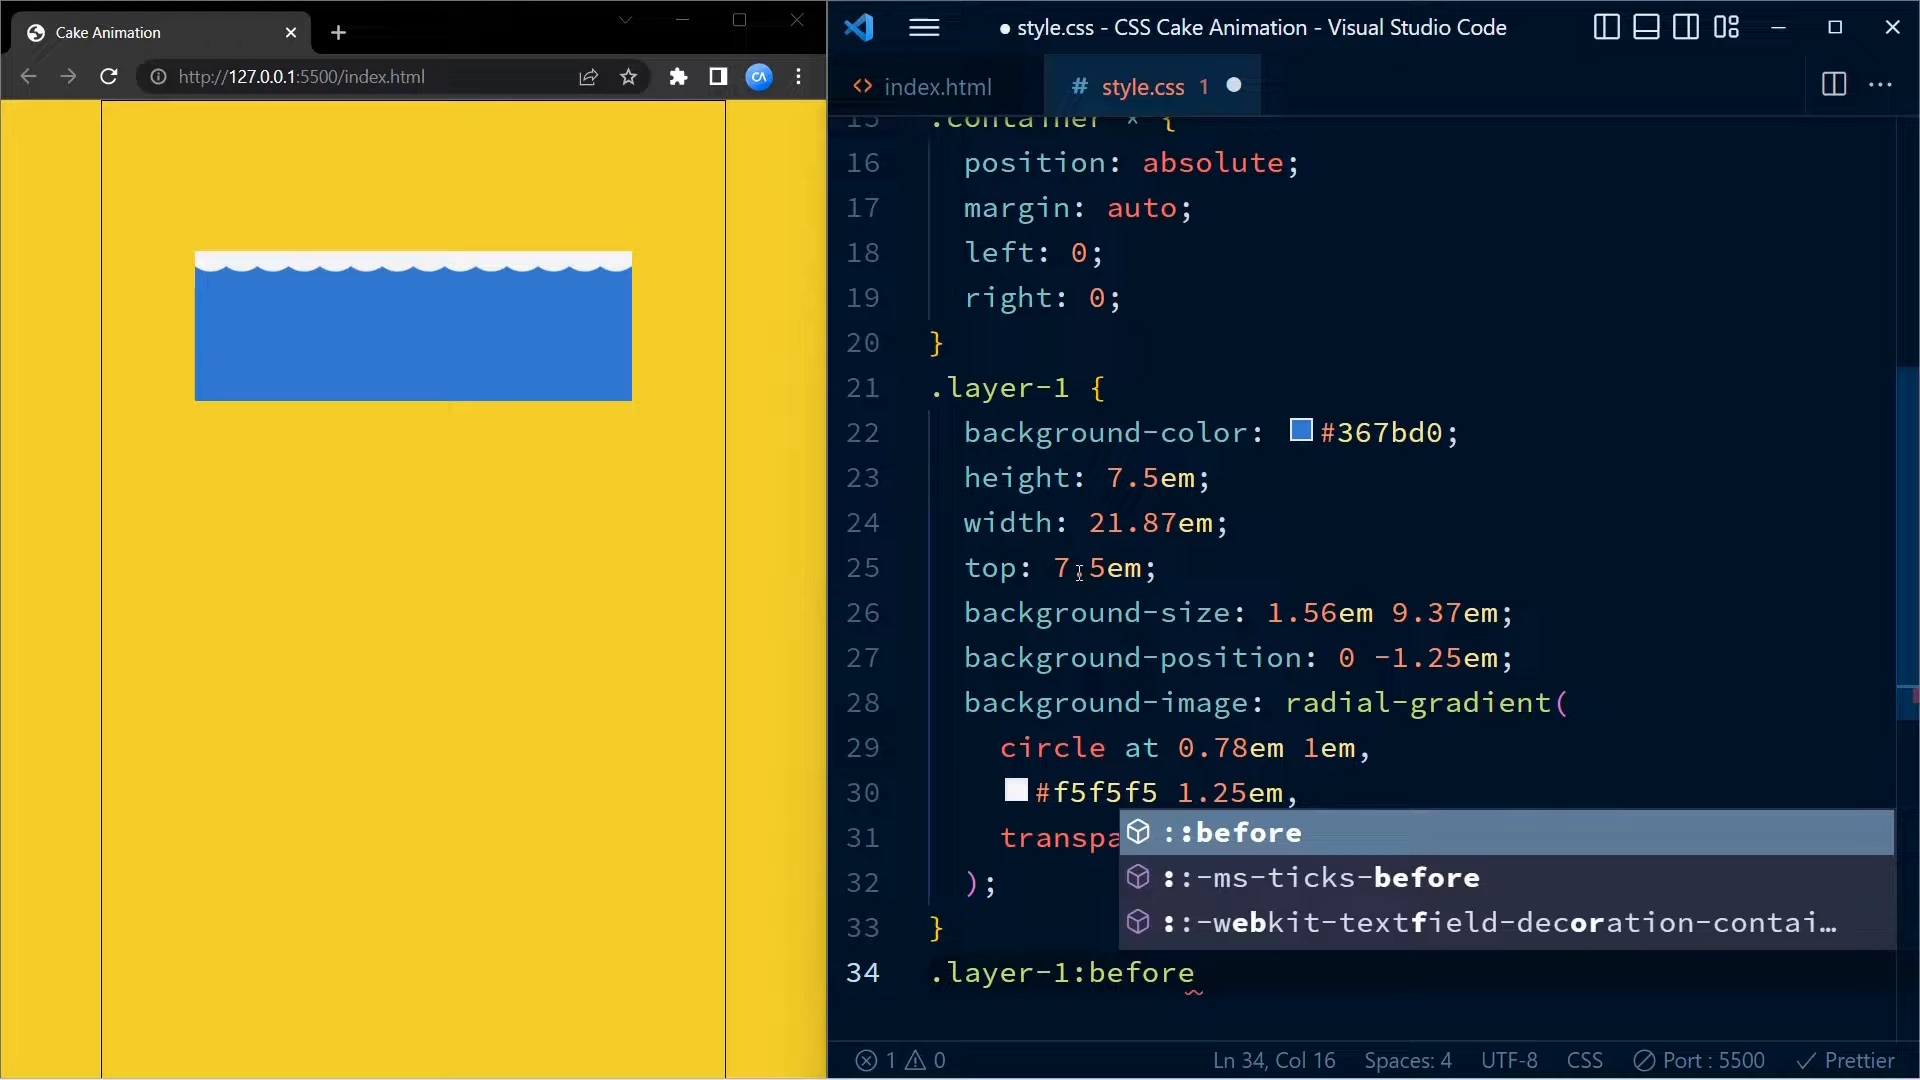 Cake Animation
http://127.0.0.1:5500/index.html
CA
style.css - CSS Cake Animation - Visual Studio Code
index.html
# style.css 1
15 .container * {
16 position: absolute;
17 margin: auto;
18 left: 0;
19 right: 0;
20 }
21 .layer-1 {
22 background-color: #367bd0;
23 height: 7.5em;
24 width: 21.87em;
25 top: 7.5em;
26 background-size: 1.56em 9.37em;
27 background-position: 0 -1.25em;
28 background-image: radial-gradient(
29 circle at 0.78em 1em,
30 #f5f5f5 1.25em,
31 transpa
::before
::-ms-ticks-before
::-webkit-textfield-decoration-contai…
32 );
33 }
34 .layer-1:before
1 0 Ln 34, Col 16 Spaces: 4 UTF-8 CSS Port : 5500 Prettier